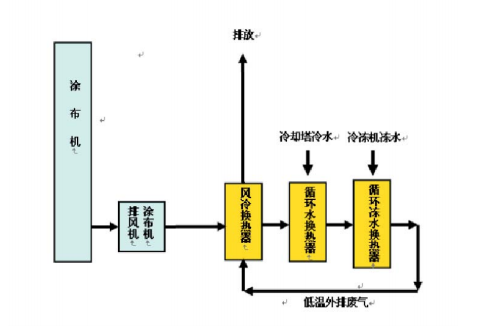 排放
涂布机
冷却塔冷水
冷冻机冻水
涂布机
排风机
风冷换热器
循环水换热器
循环冻水换热器
低温外排废气